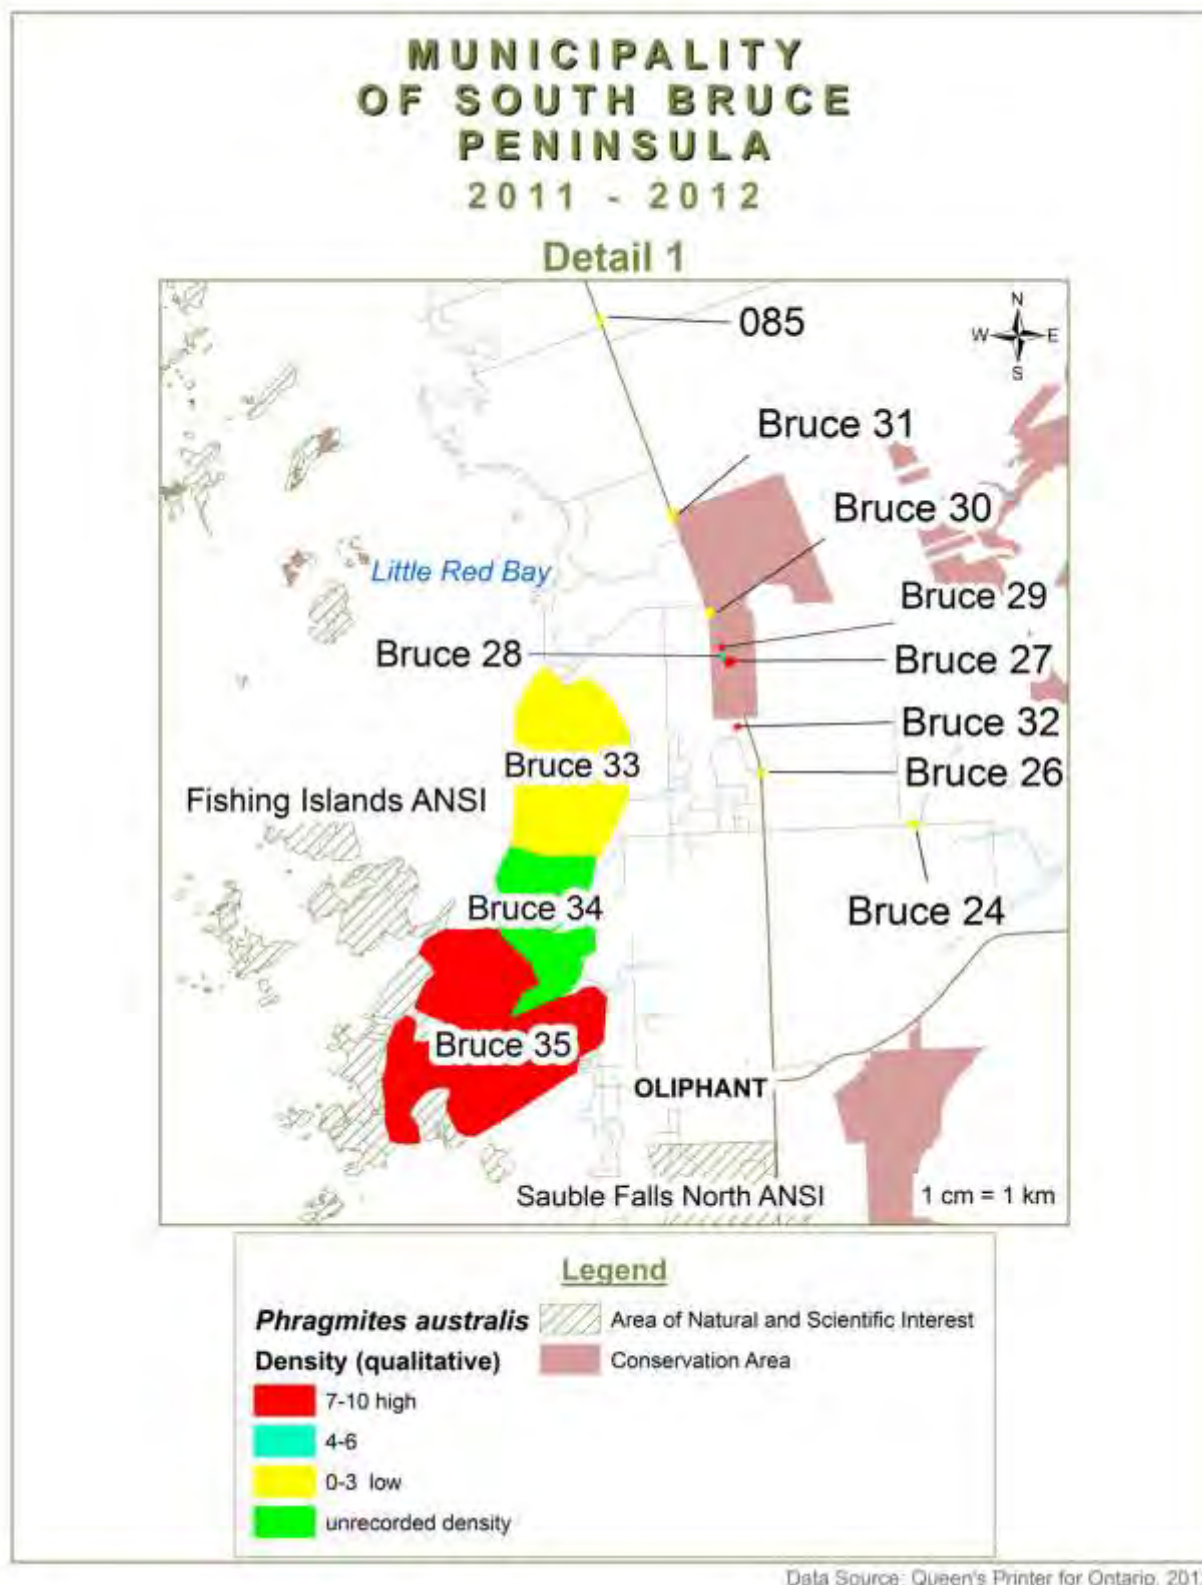 MUNICIPALITY
OF SOUTH BRUCE
PENINSULA
2011 - 2012
Detail 1
085
N
W E
S
Bruce 31
Bruce 30
Little Red Bay
Bruce 29
Bruce 28
Bruce 27
Bruce 32
Bruce 33
Bruce 26
Fishing Islands ANSI
Bruce 34
Bruce 24
Bruce 35
OLIPHANT
Sauble Falls North ANSI
1 cm = 1 km
Legend
Phragmites australis
Area of Natural and Scientific Interest
Density (qualitative)
Conservation Area
7-10 high
4-6
0-3 low
unrecorded density
Data Source: Queen's Printer for Ontario, 201